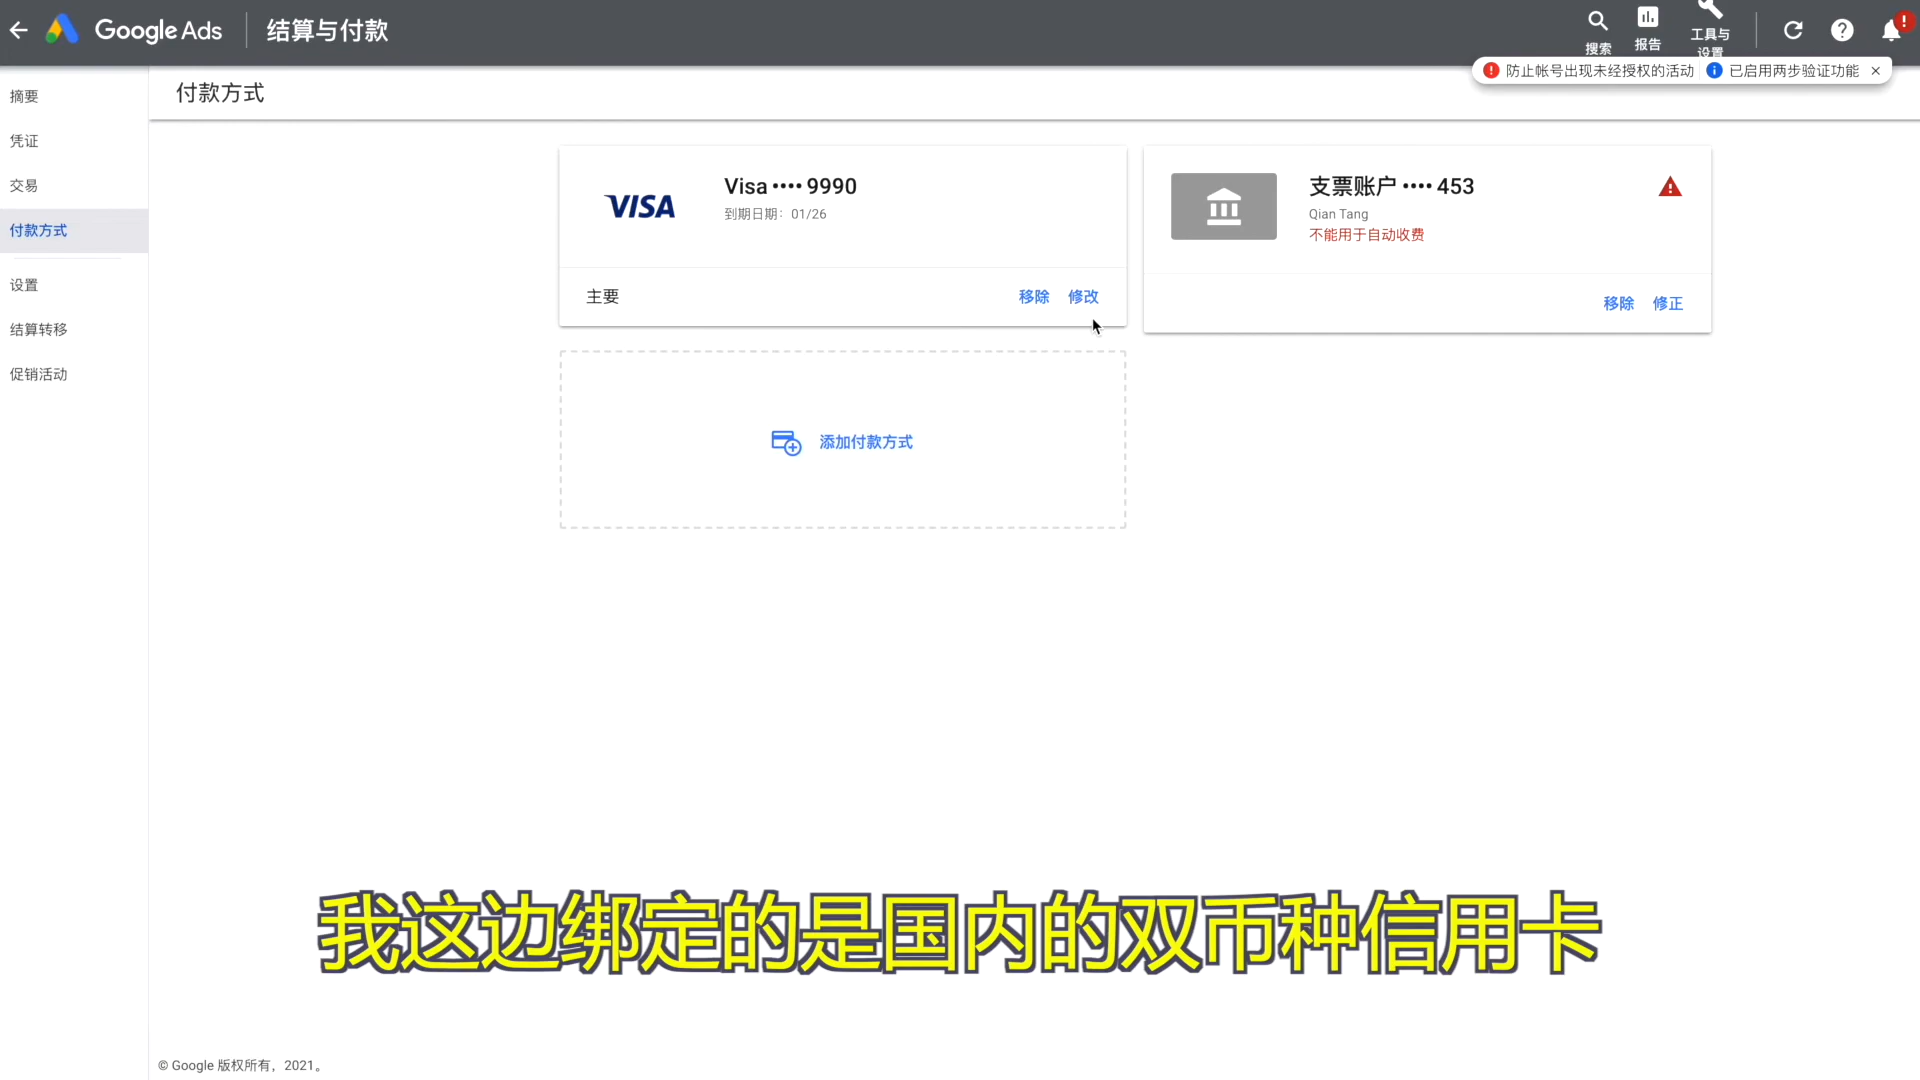 Google Ads
结算与付款
搜索
报告
工具与
设置
防止帐号出现未经授权的活动
已启用两步验证功能
摘要
凭证
交易
付款方式
设置
结算转移
促销活动
付款方式
VISA
Visa •••• 9990
到期日期：01/26
主要
移除 修改
支票账户 •••• 453
Qian Tang
不能用于自动收费
移除 修正
添加付款方式
我这边绑定的是国内的双币种信用卡
© Google 版权所有，2021。